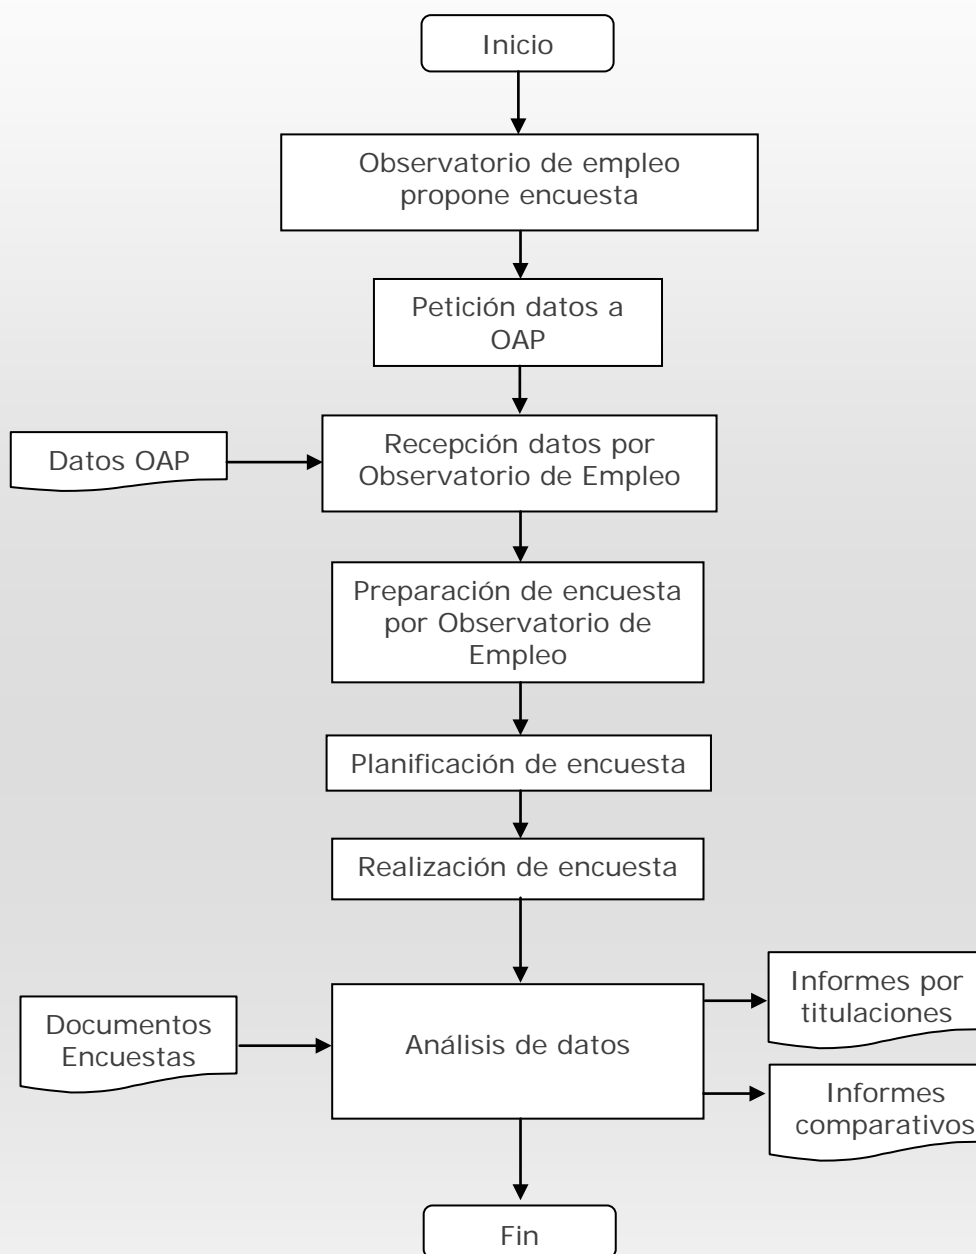 Inicio
Observatorio de empleo
propone encuesta
Petición datos a
OAP
Datos OAP
Recepción datos por
Observatorio de Empleo
Preparación de encuesta
por Observatorio de
Empleo
Planificación de encuesta
Realización de encuesta
Documentos
Encuestas
Análisis de datos
Informes por
titulaciones
Informes
comparativos
Fin